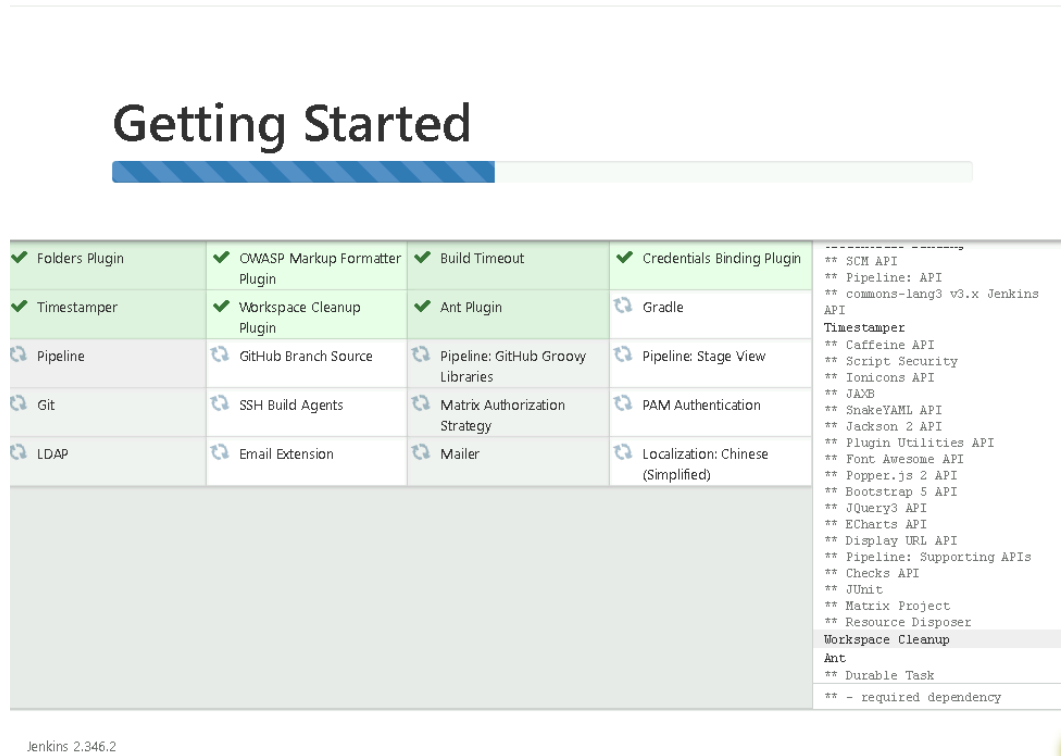 Getting Started
Folders Plugin
OWASP Markup Formatter
Plugin
Build Timeout
Credentials Binding Plugin
Timestamper
Workspace Cleanup
Plugin
Ant Plugin
Gradle
Pipeline
GitHub Branch Source
Pipeline: GitHub Groovy
Libraries
Pipeline: Stage View
Git
SSH Build Agents
Matrix Authorization
Strategy
PAM Authentication
LDAP
Email Extension
Mailer
Localization: Chinese
(Simplified)
** SCM API
** Pipeline: API
** commons-lang3 v3.x Jenkins
API
Timestamper
** Caffeine API
** Script Security
** Ionicons API
** JAXB
** SnakeYAML API
** Jackson 2 API
** Plugin Utilities API
** Font Awesome API
** Popper.js 2 API
** Bootstrap 5 API
** JQuery3 API
** ECharts API
** Display URL API
** Pipeline: Supporting APIs
** Checks API
** JUnit
** Matrix Project
** Resource Disposer
Workspace Cleanup
Ant
** Durable Task
** - required dependency
Jenkins 2.346.2